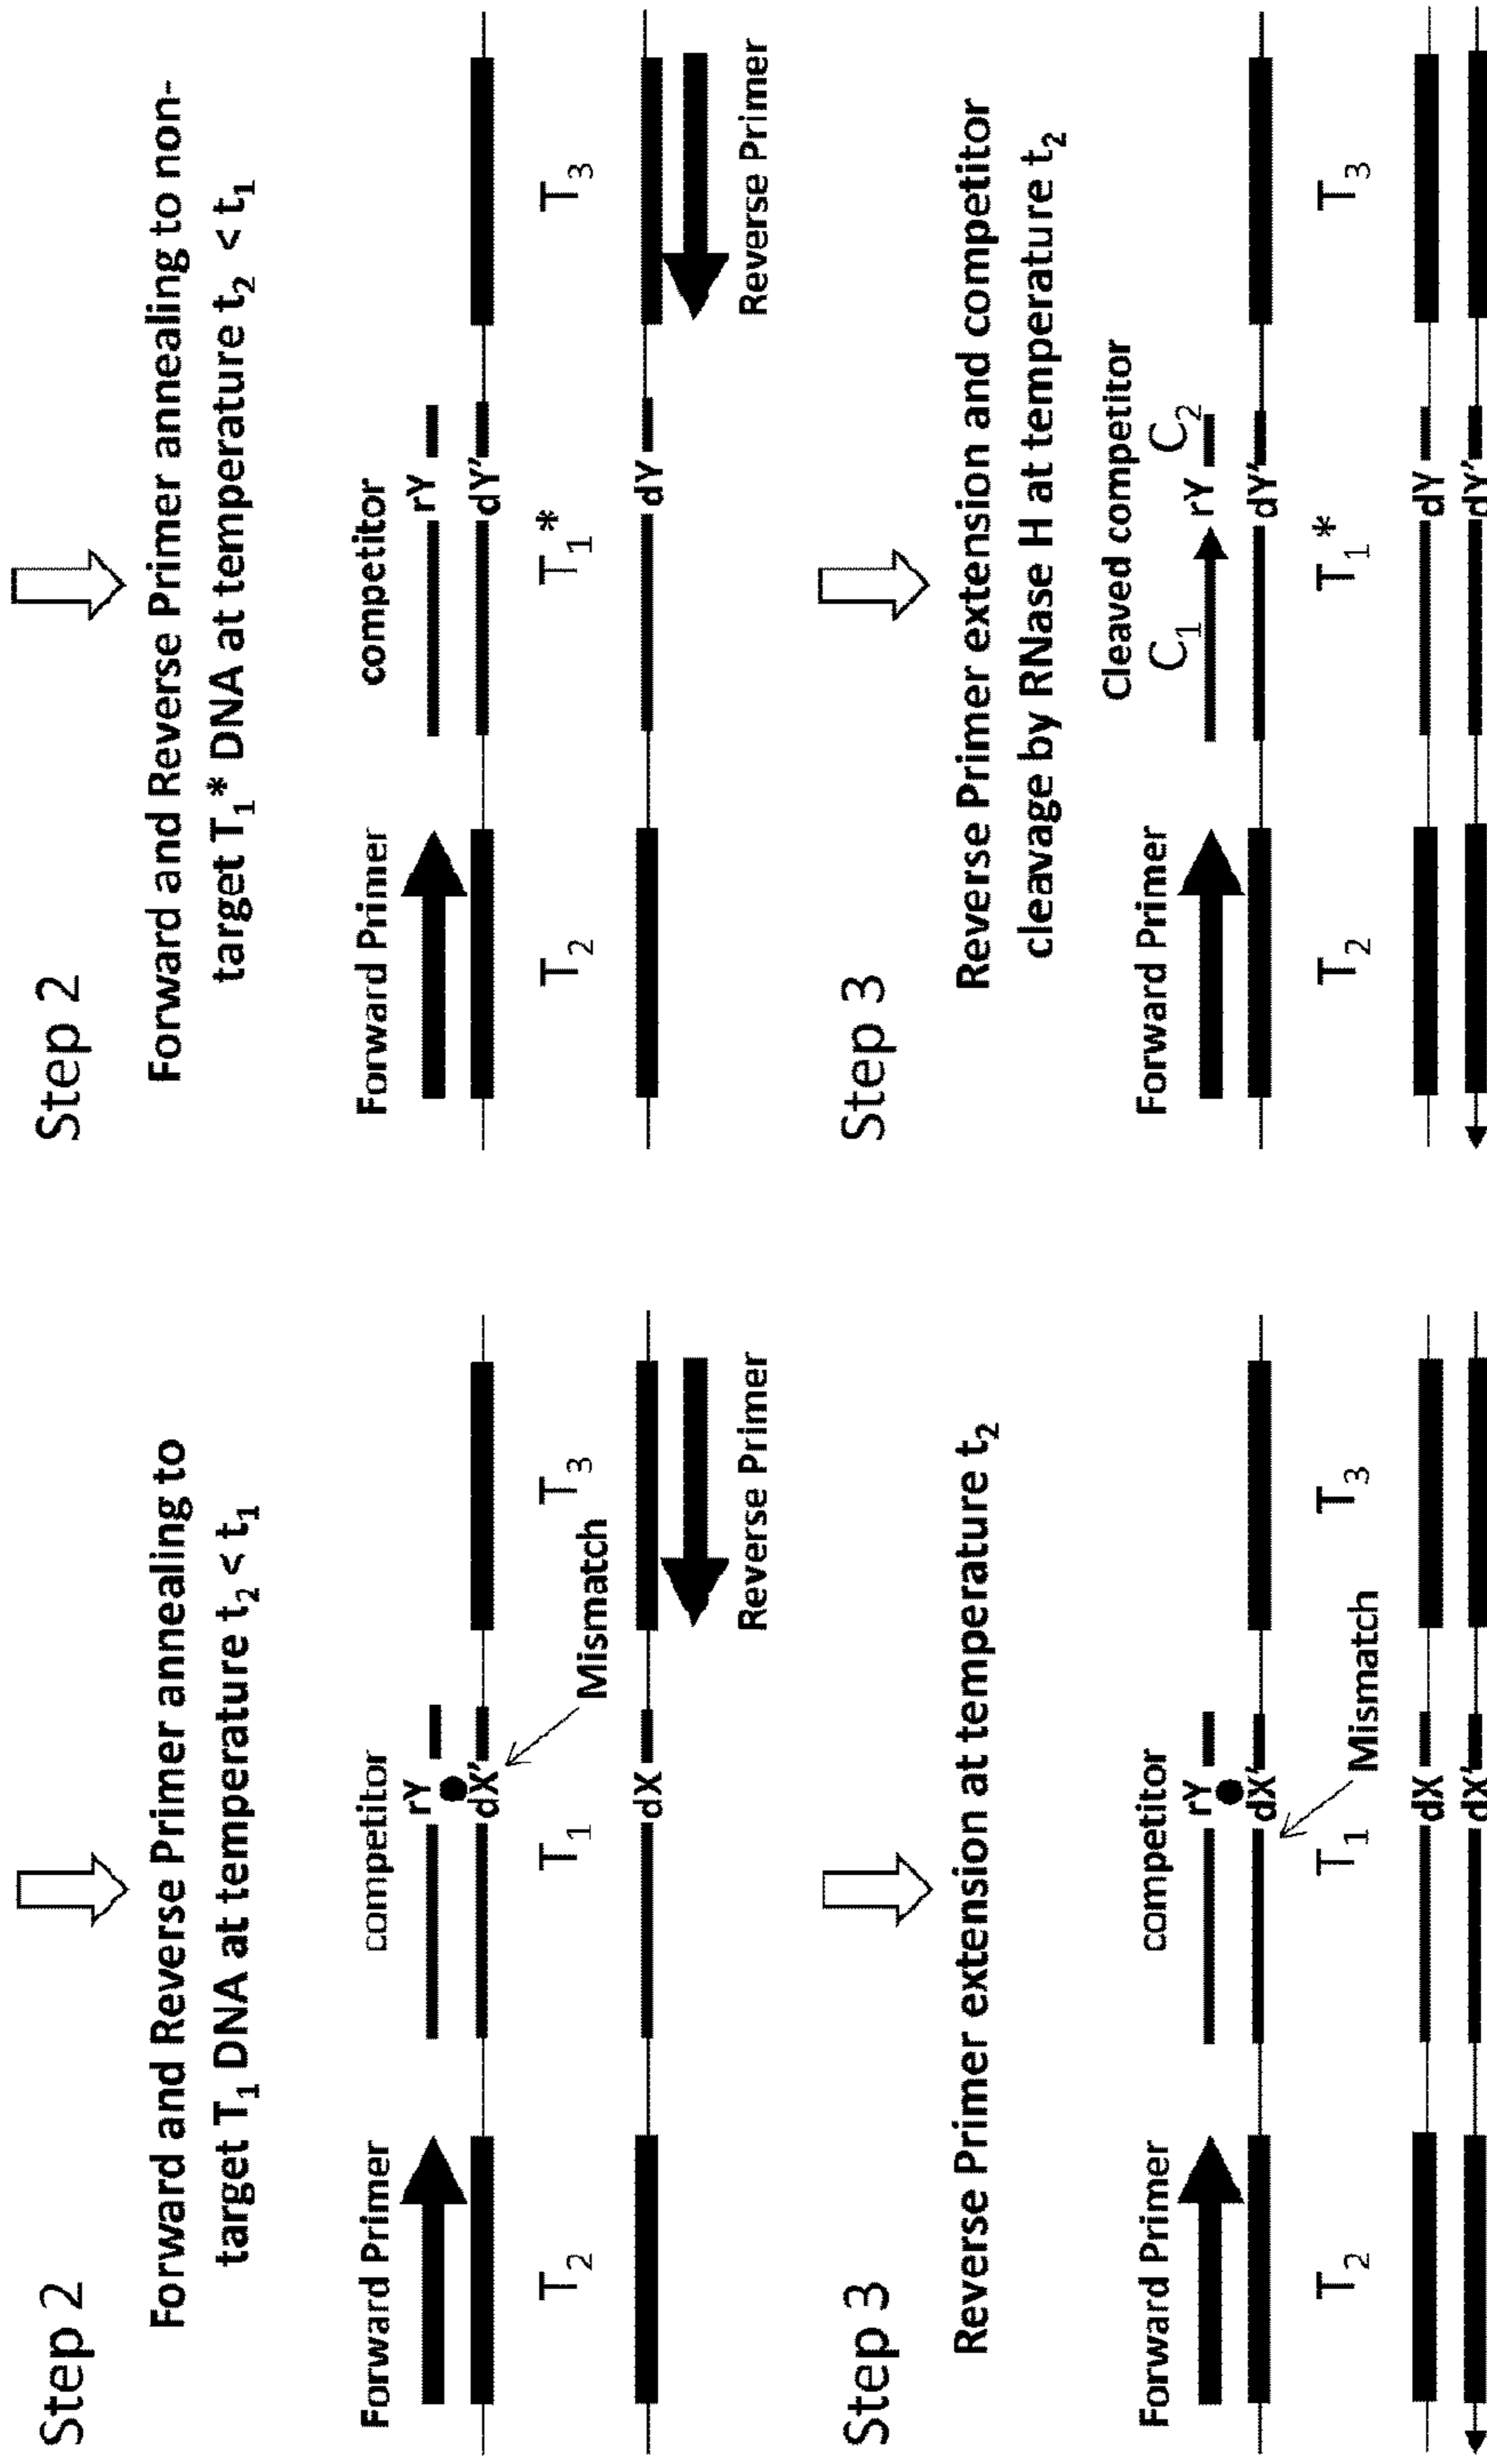 Step 2
Forward and Reverse Primer annealing to
target T₁ DNA at temperature t₂ < t₁
Forward Primer
competitor
rY
dX'
T₂
T₁
T₃
Mismatch
dX
Reverse Primer
Step 3
Reverse Primer extension at temperature t₂
Forward Primer
competitor
rY
dX'
T₂
T₁
T₃
Mismatch
dX
dX'
Step 2
Forward and Reverse Primer annealing to non-
target T₁* DNA at temperature t₂ < t₁
Forward Primer
competitor
rY
dY'
T₂
T₁*
T₃
dY
Reverse Primer
Step 3
Reverse Primer extension and competitor
cleavage by RNase H at temperature t₂
Cleaved competitor
Forward Primer
C₁
rY
C₂
dY'
T₂
T₁*
T₃
dY
dY'